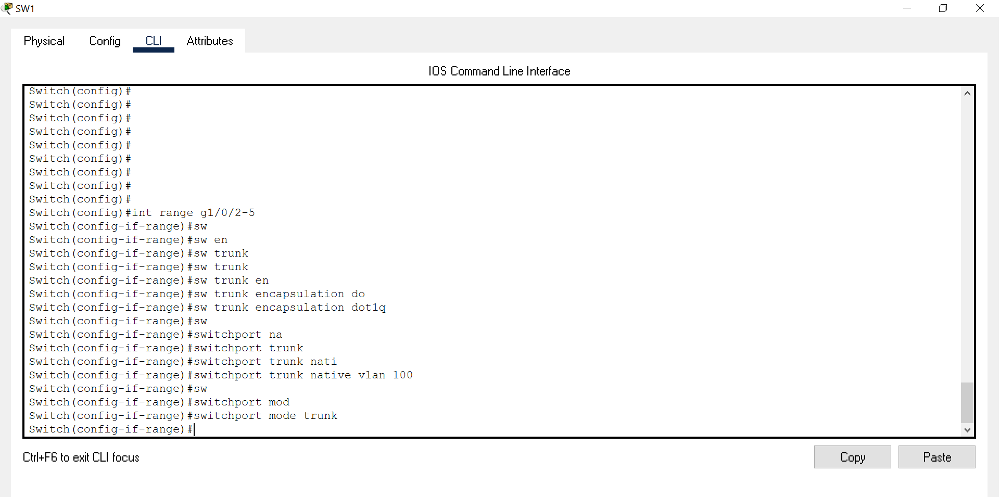 SW1
Physical Config CLI Attributes
IOS Command Line Interface
Switch(config)#
Switch(config)#
Switch(config)#
Switch(config)#
Switch(config)#
Switch(config)#
Switch(config)#
Switch(config)#
Switch(config)#
Switch(config)#int range g1/0/2-5
Switch(config-if-range)#sw
Switch(config-if-range)#sw en
Switch(config-if-range)#sw trunk
Switch(config-if-range)#sw trunk
Switch(config-if-range)#sw trunk en
Switch(config-if-range)#sw trunk encapsulation do
Switch(config-if-range)#sw trunk encapsulation dot1q
Switch(config-if-range)#sw
Switch(config-if-range)#switchport na
Switch(config-if-range)#switchport trunk
Switch(config-if-range)#switchport trunk nati
Switch(config-if-range)#switchport trunk native vlan 100
Switch(config-if-range)#sw
Switch(config-if-range)#switchport mod
Switch(config-if-range)#switchport mode trunk
Switch(config-if-range)#
Ctrl+F6 to exit CLI focus
Copy Paste